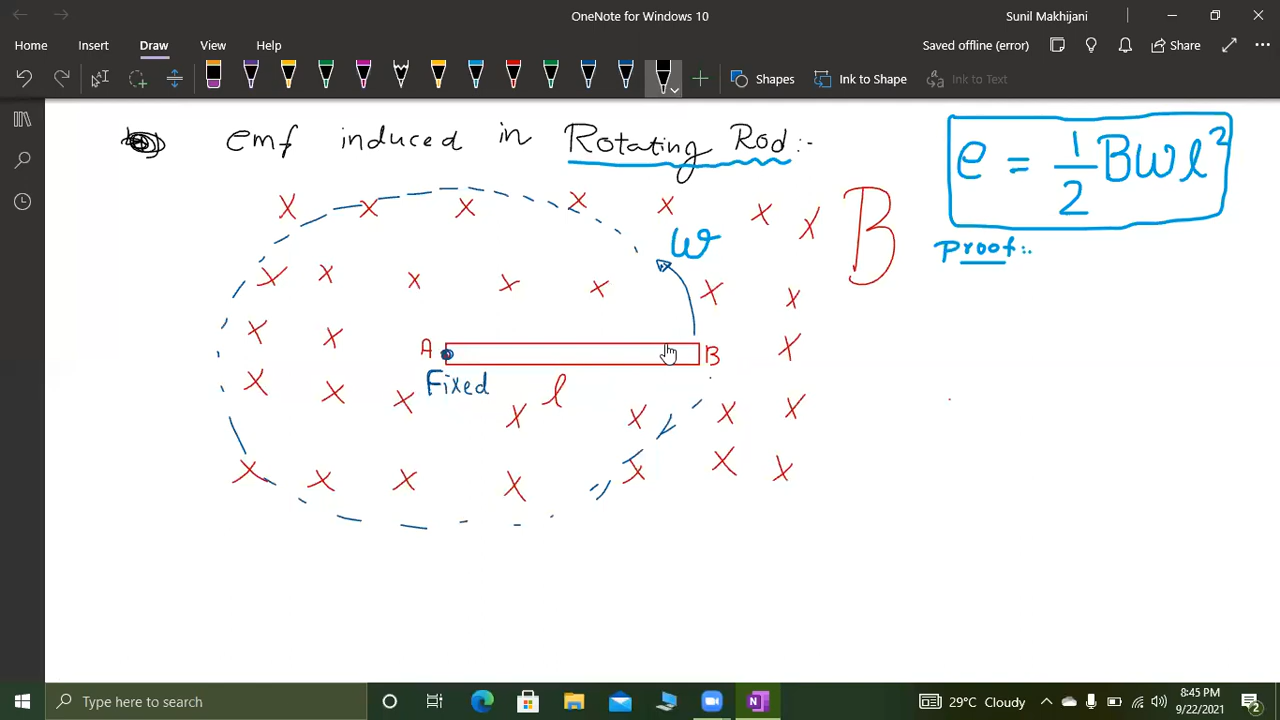 OneNote for Windows 10
Sunil Makhijani
Home Insert Draw View Help
Saved offline (error)
Share
Shapes
Ink to Shape
Ink to Text
emf induced in Rotating Rod:-
e = 1/2 Bωl²
Proof:.
x x x x x x x B
ω
x x x x x x x
x x x
A B
Fixed l
x x x x x x x
x x x x x x x
Type here to search
29°C Cloudy
8:45 PM
9/22/2021
2